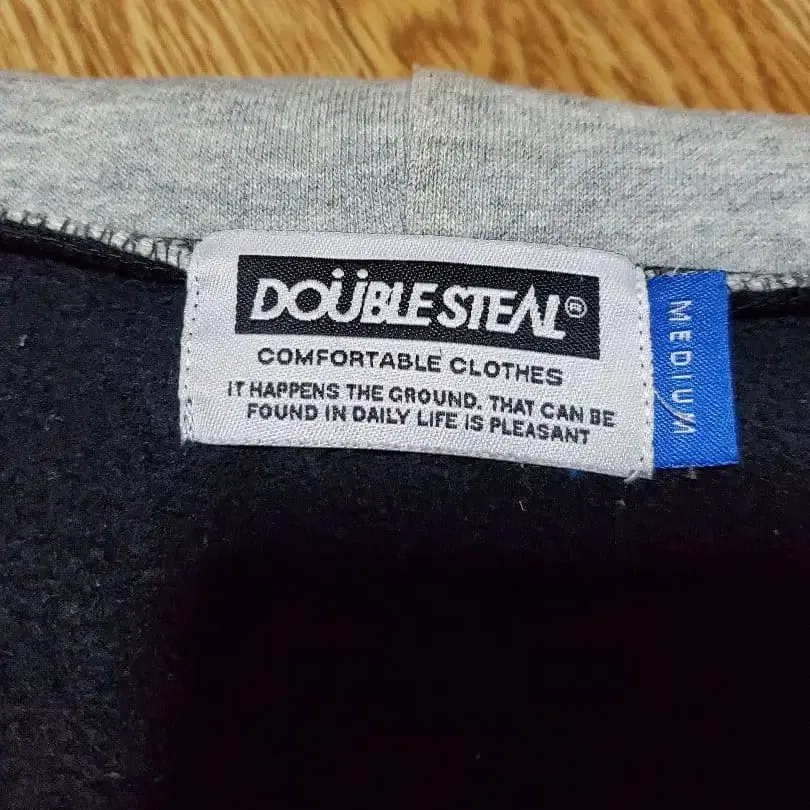 DOÜBLE STEAL®
COMFORTABLE CLOTHES
IT HAPPENS THE GROUND. THAT CAN BE
FOUND IN DAILY LIFE IS PLEASANT
MEDIUM